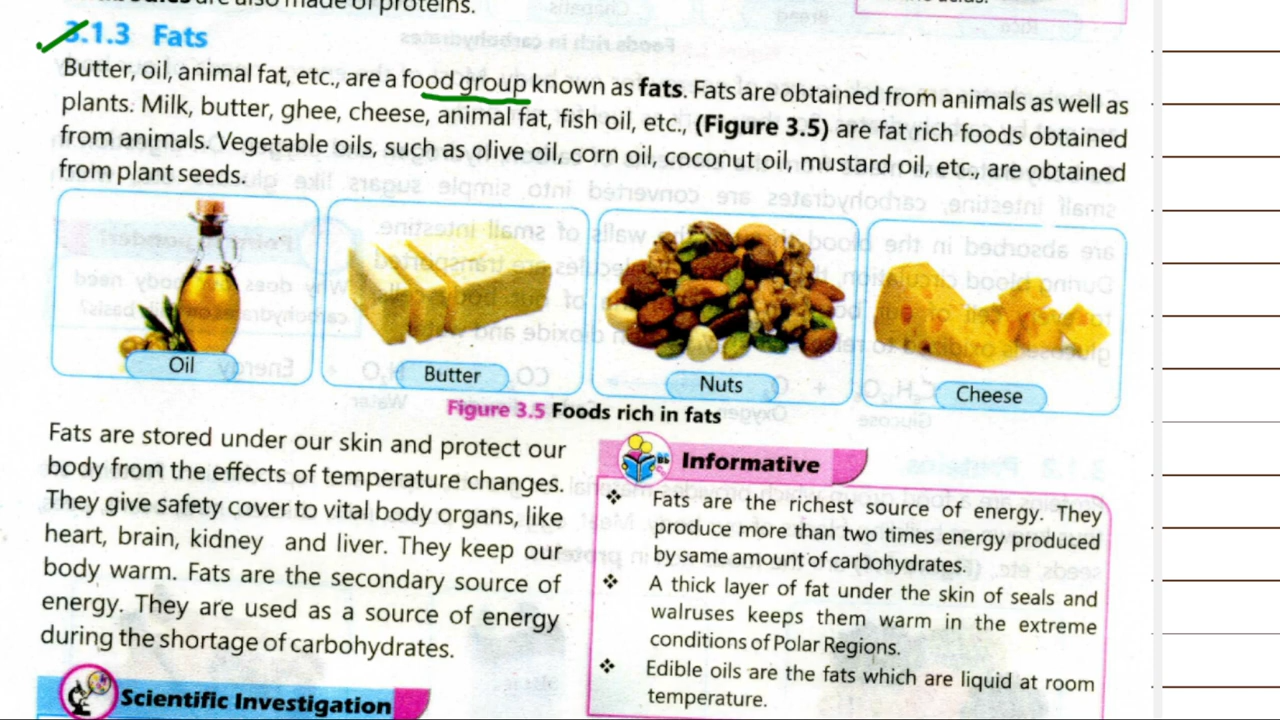 are also made of proteins.
3.1.3 Fats
Butter, oil, animal fat, etc., are a food group known as fats. Fats are obtained from animals as well as
plants. Milk, butter, ghee, cheese, animal fat, fish oil, etc., (Figure 3.5) are fat rich foods obtained
from animals. Vegetable oils, such as olive oil, corn oil, coconut oil, mustard oil, etc., are obtained
from plant seeds.
Oil
Butter
Nuts
Cheese
Figure 3.5 Foods rich in fats
Fats are stored under our skin and protect our
body from the effects of temperature changes.
They give safety cover to vital body organs, like
heart, brain, kidney and liver. They keep our
body warm. Fats are the secondary source of
energy. They are used as a source of energy
during the shortage of carbohydrates.
Scientific Investigation
Informative
❖ Fats are the richest source of energy. They
produce more than two times energy produced
by same amount of carbohydrates.
❖ A thick layer of fat under the skin of seals and
walruses keeps them warm in the extreme
conditions of Polar Regions.
❖ Edible oils are the fats which are liquid at room
temperature.